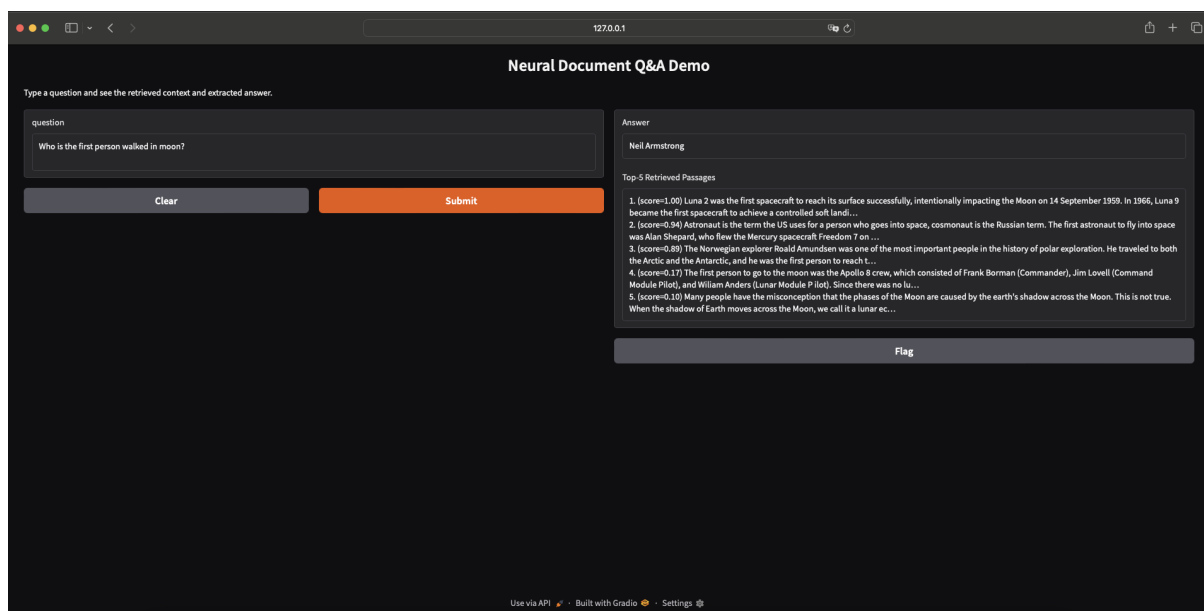 127.0.0.1
Neural Document Q&A Demo
Type a question and see the retrieved context and extracted answer.
question
Who is the first person walked in moon?
Clear
Submit
Answer
Neil Armstrong
Top-5 Retrieved Passages
1. (score=1.00) Luna 2 was the first spacecraft to reach its surface successfully, intentionally impacting the Moon on 14 September 1959. In 1966, Luna 9
became the first spacecraft to achieve a controlled soft landi...
2. (score=0.94) Astronaut is the term the US uses for a person who goes into space, cosmonaut is the Russian term. The first astronaut to fly into space
was Alan Shepard, who flew the Mercury spacecraft Freedom 7 on ...
3. (score=0.89) The Norwegian explorer Roald Amundsen was one of the most important people in the history of polar exploration. He traveled to both
the Arctic and the Antarctic, and he was the first person to reach t...
4. (score=0.17) The first person to go to the moon was the Apollo 8 crew, which consisted of Frank Borman (Commander), Jim Lovell (Command
Module Pilot), and Wiliam Anders (Lunar Module P ilot). Since there was no lu...
5. (score=0.10) Many people have the misconception that the phases of the Moon are caused by the earth's shadow across the Moon. This is not true.
When the shadow of Earth moves across the Moon, we call it a lunar ec...
Flag
Use via API · Built with Gradio · Settings